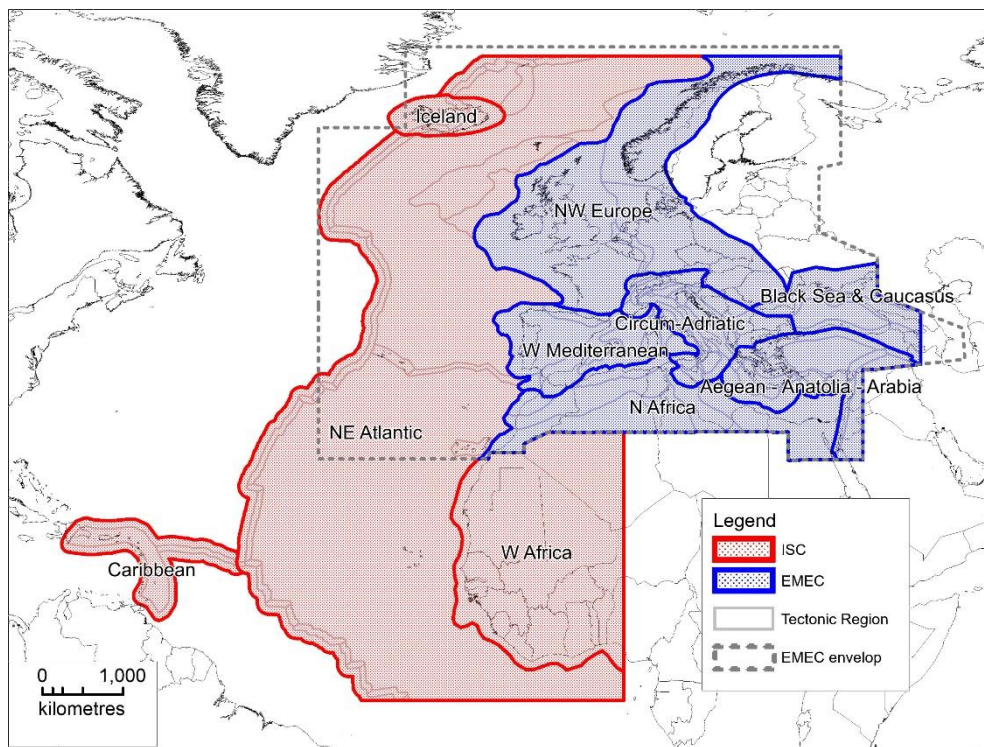 Iceland
NW Europe
Black Sea & Caucasus
Circum-Adriatic
W Mediterranean
Aegean - Anatolia - Arabia
N Africa
NE Atlantic
W Africa
Caribbean
Legend
ISC
EMEC
Tectonic Region
EMEC envelop
0 1,000
kilometres